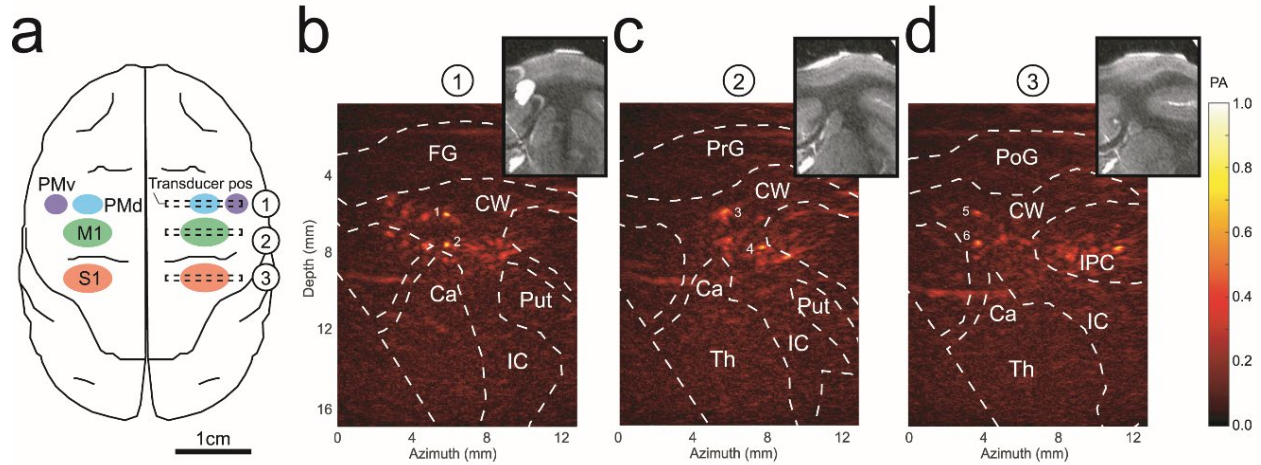 a
PMv
PMd
M1
S1
Transducer pos
1
2
3
1cm
b
1
FG
CW
1
2
Ca
Put
IC
Depth (mm)
4
8
12
16
0
4
8
12
Azimuth (mm)
c
2
PrG
CW
3
4
Ca
Put
IC
Th
0
4
8
12
Azimuth (mm)
d
3
PoG
CW
5
6
IPC
Ca
IC
Th
0
4
8
12
Azimuth (mm)
PA
1.0
0.8
0.6
0.4
0.2
0.0